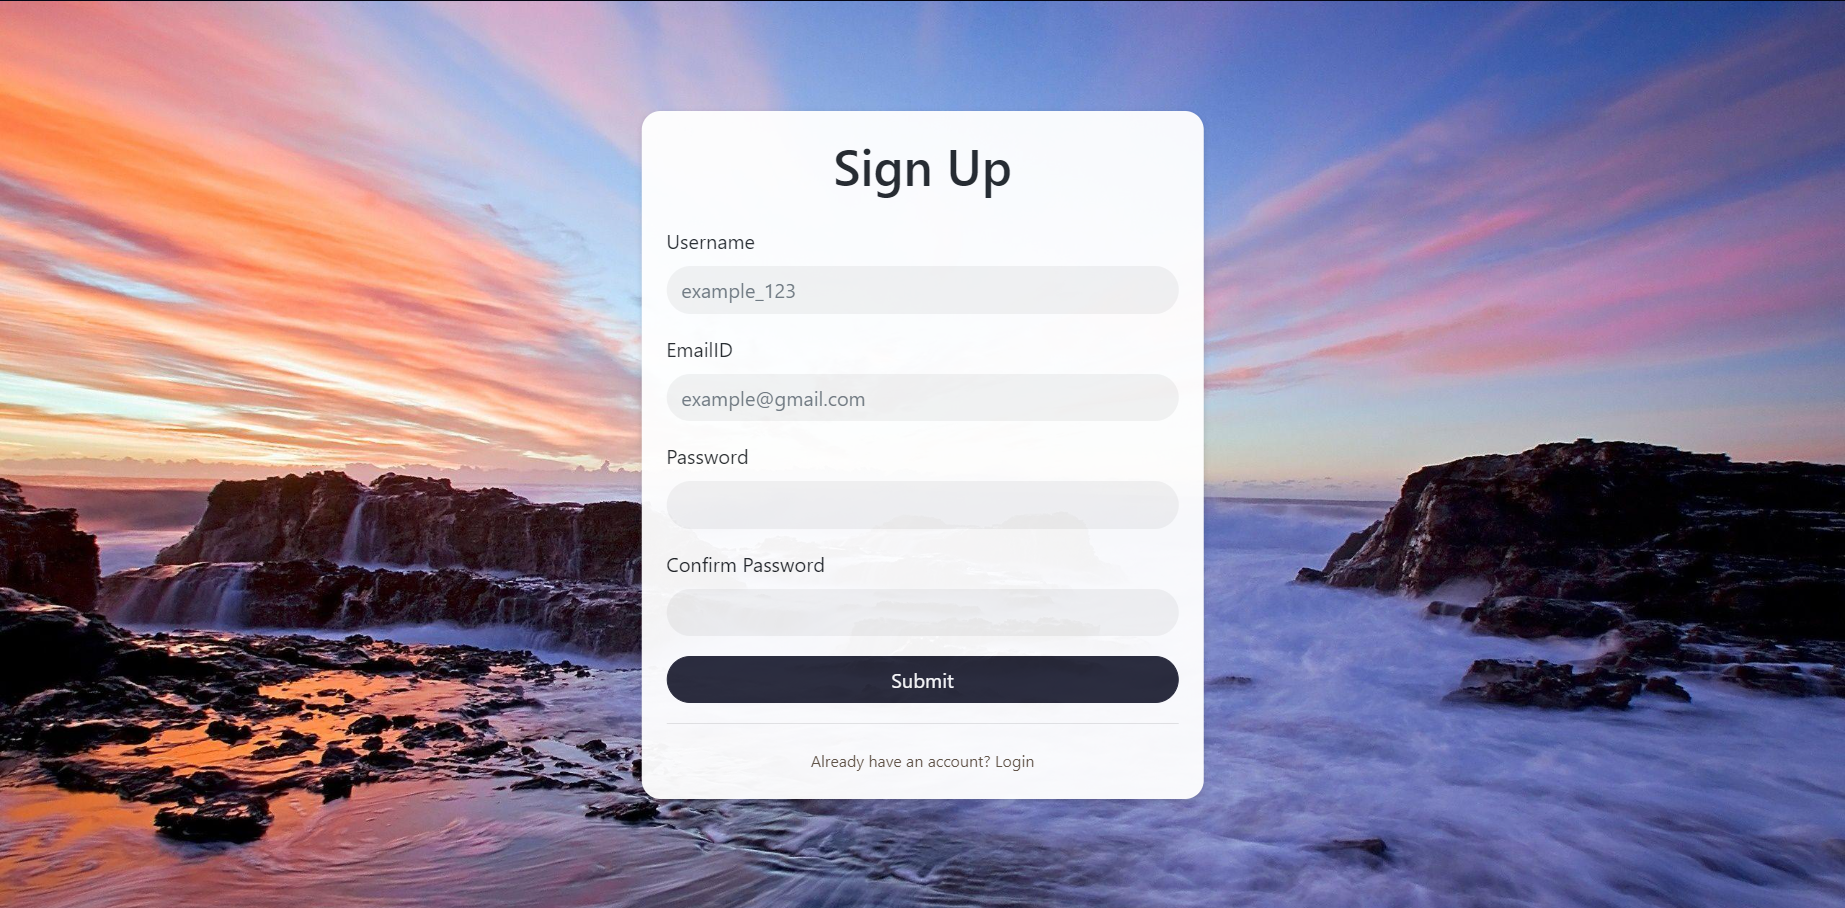 Sign Up
Username
example_123
EmailID
example@gmail.com
Password
Confirm Password
Submit
Already have an account? Login